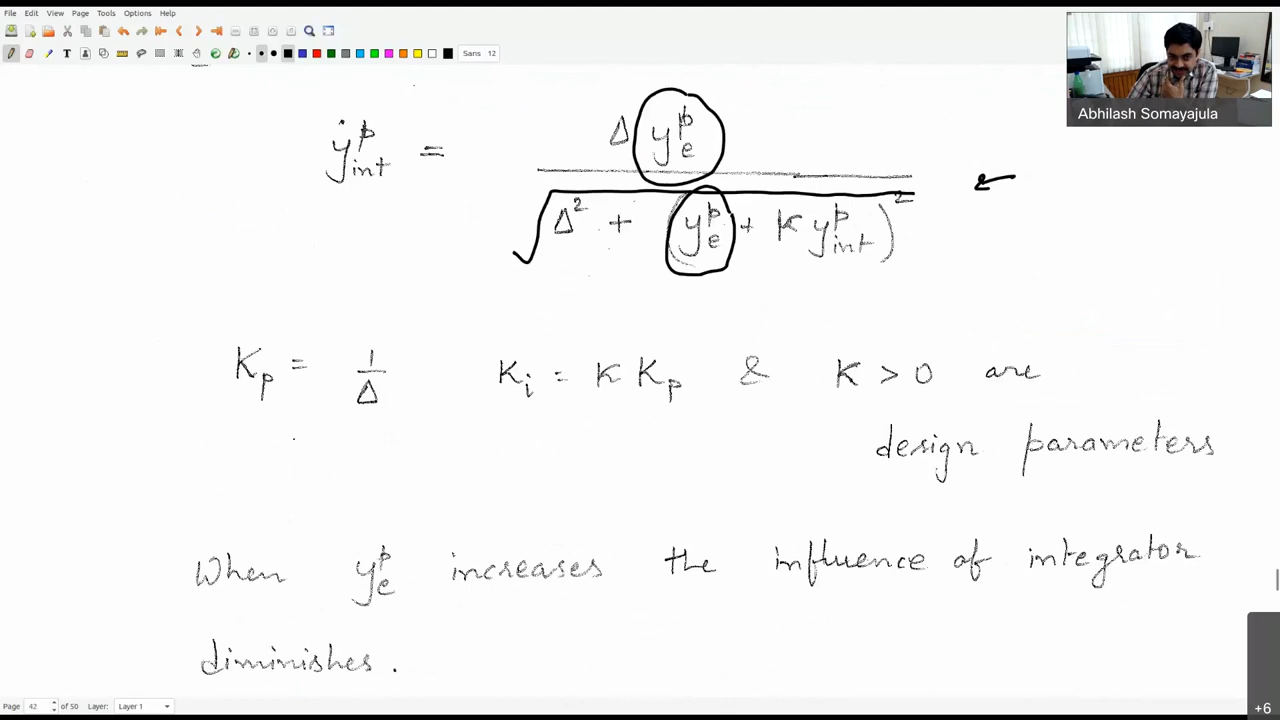 File Edit View Page Tools Options Help
Sans 12
Abhilash Somayajula
ẏ^p_int = Δ y^p_e
√(Δ² + (y^p_e + κ y^p_int)²)
K_p = 1/Δ K_i = κ K_p & κ > 0 are
design parameters
When y^p_e increases the influence of integrator
diminishes.
Page 42 of 50 Layer: Layer 1
+6